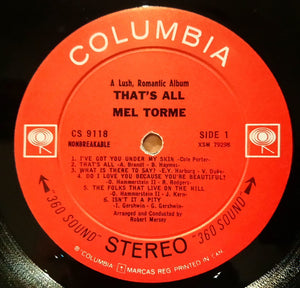 COLUMBIA
A Lush, Romantic Album
THAT'S ALL
MEL TORME
CS 9118
NONBREAKABLE
SIDE 1
XSM 79298
1. I'VE GOT YOU UNDER MY SKIN - Cole Porter
2. THAT'S ALL - A. Brandt - B. Haymes
3. WHAT IS THERE TO SAY? - E.Y. Harburg - V. Duke
4. DO I LOVE YOU BECAUSE YOU'RE BEAUTIFUL?
O. Hammerstein II - R. Rodgers
5. THE FOLKS THAT LIVE ON THE HILL
O. Hammerstein II - J. Kern
6. ISN'T IT A PITY
I. Gershwin - G. Gershwin
Arranged and Conducted by
Robert Mersey
"360 SOUND" STEREO "360 SOUND"
® COLUMBIA MARCAS REG. PRINTED IN CAN.